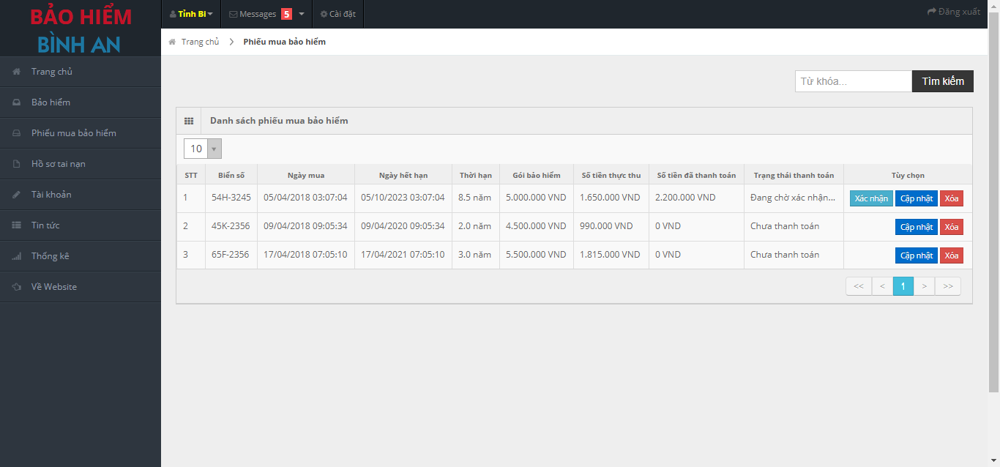 BẢO HIỂM
BÌNH AN
Tỉnh Bi
Messages 5
Cài đặt
Đăng xuất
Trang chủ
Phiếu mua bảo hiểm
Trang chủ
Bảo hiểm
Phiếu mua bảo hiểm
Hồ sơ tai nạn
Tài khoản
Tin tức
Thống kê
Về Website
Từ khóa... Tìm kiếm
Danh sách phiếu mua bảo hiểm
10
STT Biển số Ngày mua Ngày hết hạn Thời hạn Gói bảo hiểm Số tiền thực thu Số tiền đã thanh toán Trạng thái thanh toán Tùy chọn
1 54H-3245 05/04/2018 03:07:04 05/10/2023 03:07:04 8.5 năm 5.000.000 VND 1.650.000 VND 2.200.000 VND Đang chờ xác nhận... Xác nhận Cập nhật Xóa
2 45K-2356 09/04/2018 09:05:34 09/04/2020 09:05:34 2.0 năm 4.500.000 VND 990.000 VND 0 VND Chưa thanh toán Cập nhật Xóa
3 65F-2356 17/04/2018 07:05:10 17/04/2021 07:05:10 3.0 năm 5.500.000 VND 1.815.000 VND 0 VND Chưa thanh toán Cập nhật Xóa
<< < 1 > >>